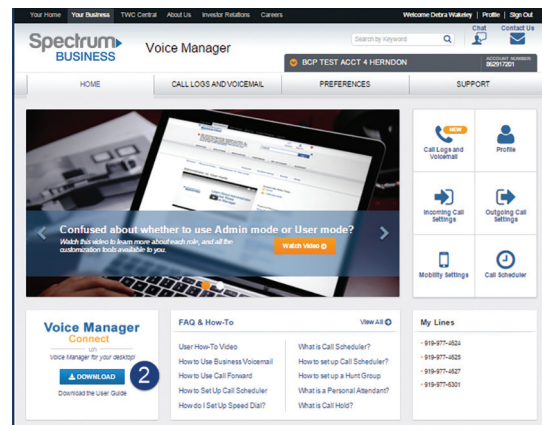 Your Home Your Business TWC Central About Us Investor Relations Careers
Welcome Debra Wakeley | Profile | Sign Out
Spectrum
BUSINESS
Voice Manager
Search by Keyword
Chat
Contact Us
BCP TEST ACCT 4 HERNDON
ACCOUNT NUMBER
862917201
HOME
CALL LOGS AND VOICEMAIL
PREFERENCES
SUPPORT
Confused about whether to use Admin mode or User mode?
Watch this video to learn more about each role, and all the
customization tools available to you.
Watch Video
NEW
Call Logs and
Voicemail
Profile
Incoming Call
Settings
Outgoing Call
Settings
Mobility Settings
Call Scheduler
Voice Manager
Connect
Voice Manager for your desktop!
DOWNLOAD
2
Download the User Guide
FAQ & How-To
View All
User How-To Video
How to Use Business Voicemail
How to Use Call Forward
How to Set Up Call Scheduler
How do I Set Up Speed Dial?
What is Call Scheduler?
How to set up Call Scheduler?
How to set up a Hunt Group
What is a Personal Attendant?
What is Call Hold?
My Lines
- 919-977-4624
- 919-977-4625
- 919-977-4627
- 919-977-6301